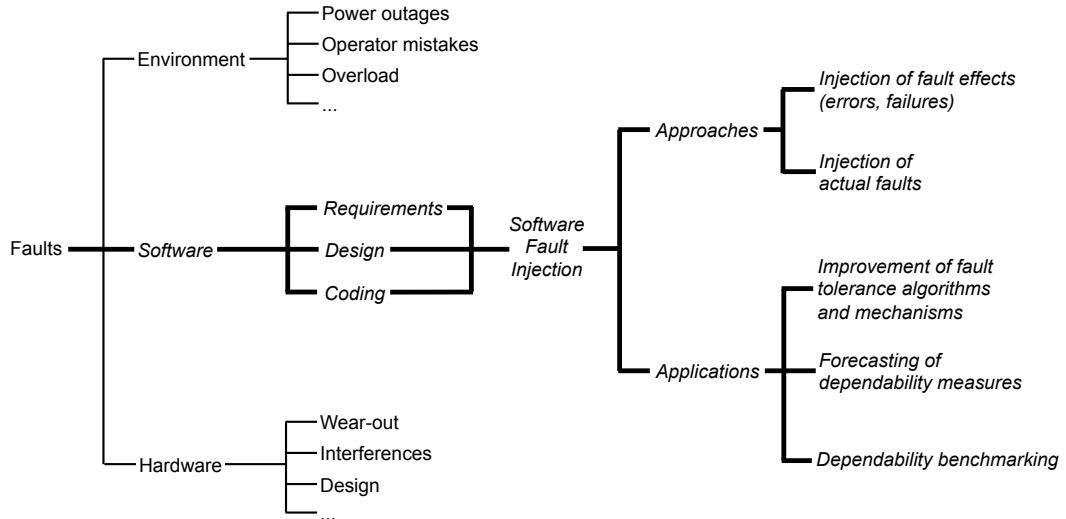 Power outages
Environment
Operator mistakes
Overload
...
Injection of fault effects
(errors, failures)
Approaches
Injection of
actual faults
Requirements
Faults
Software
Design
Coding
Software
Fault
Injection
Improvement of fault
tolerance algorithms
and mechanisms
Applications
Forecasting of
dependability measures
Dependability benchmarking
Wear-out
Hardware
Interferences
Design
...